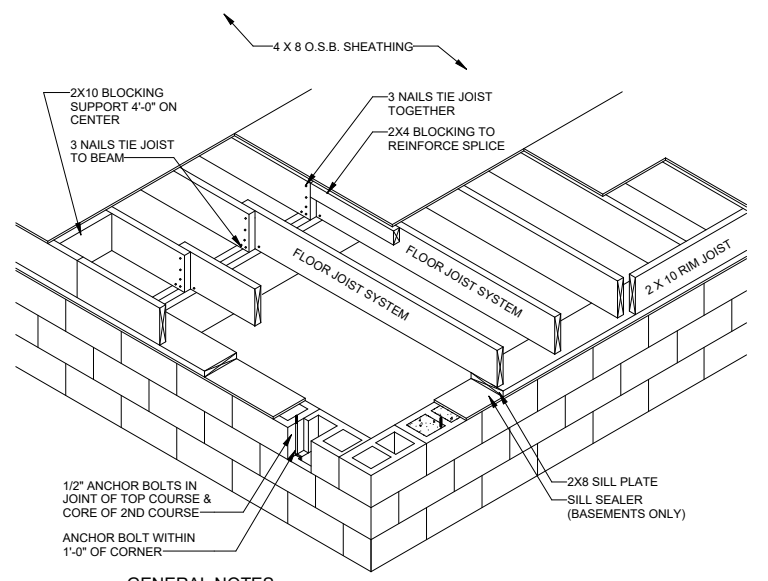 4 X 8 O.S.B. SHEATHING
2X10 BLOCKING
SUPPORT 4'-0" ON
CENTER
3 NAILS TIE JOIST
TO BEAM
3 NAILS TIE JOIST
TOGETHER
2X4 BLOCKING TO
REINFORCE SPLICE
FLOOR JOIST SYSTEM
FLOOR JOIST SYSTEM
2 X 10 RIM JOIST
1/2" ANCHOR BOLTS IN
JOINT OF TOP COURSE &
CORE OF 2ND COURSE
ANCHOR BOLT WITHIN
1'-0" OF CORNER
2X8 SILL PLATE
SILL SEALER
(BASEMENTS ONLY)
GENERAL NOTES